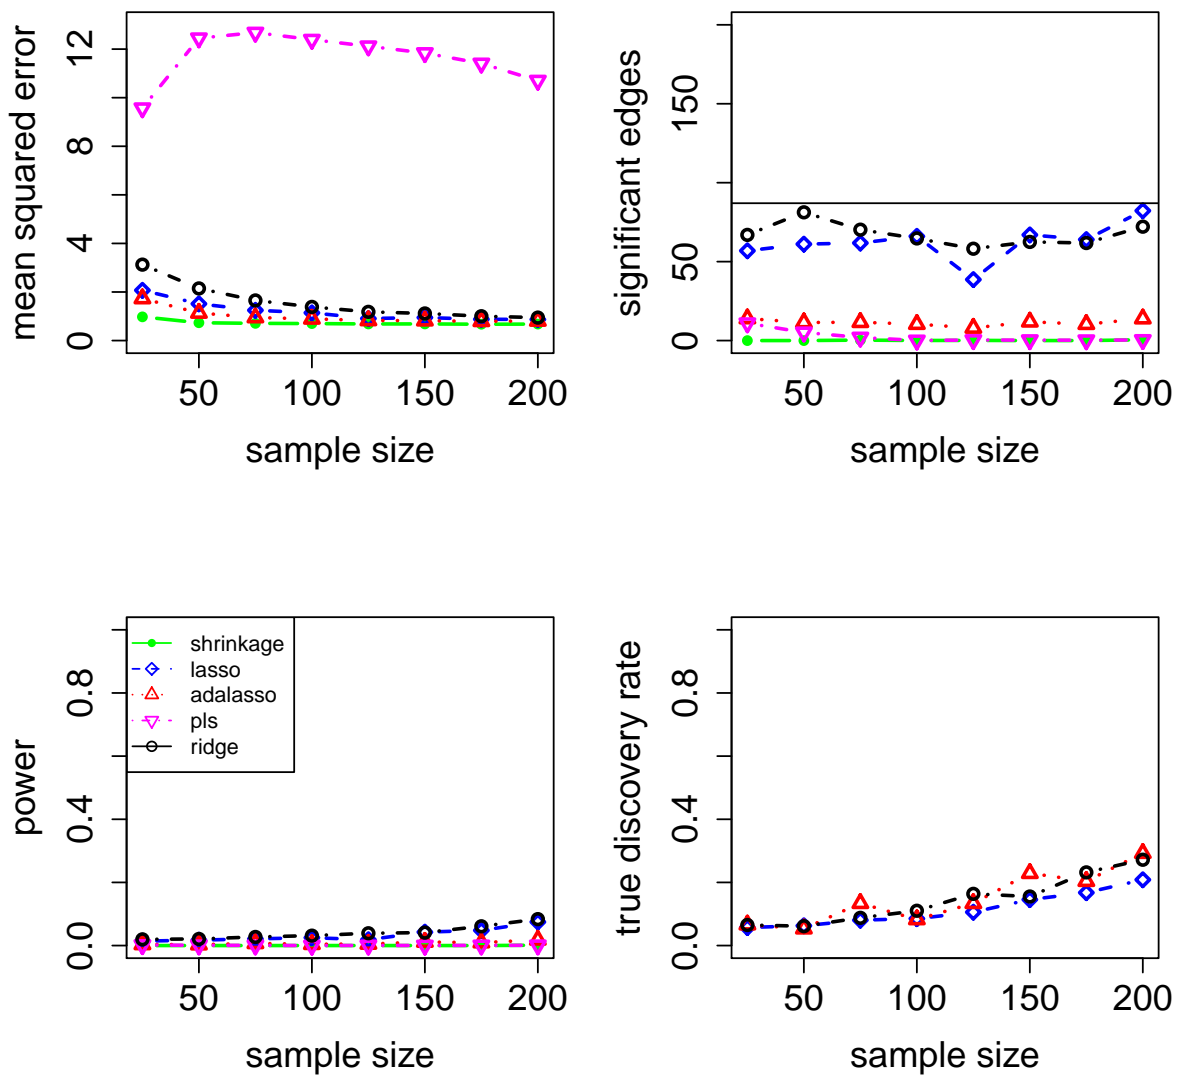 mean squared error
0 4 8 12
50 100 150 200
sample size
significant edges
0 50 150
50 100 150 200
sample size
power
0.0 0.4 0.8
shrinkage
lasso
adalasso
pls
ridge
50 100 150 200
sample size
true discovery rate
0.0 0.4 0.8
50 100 150 200
sample size